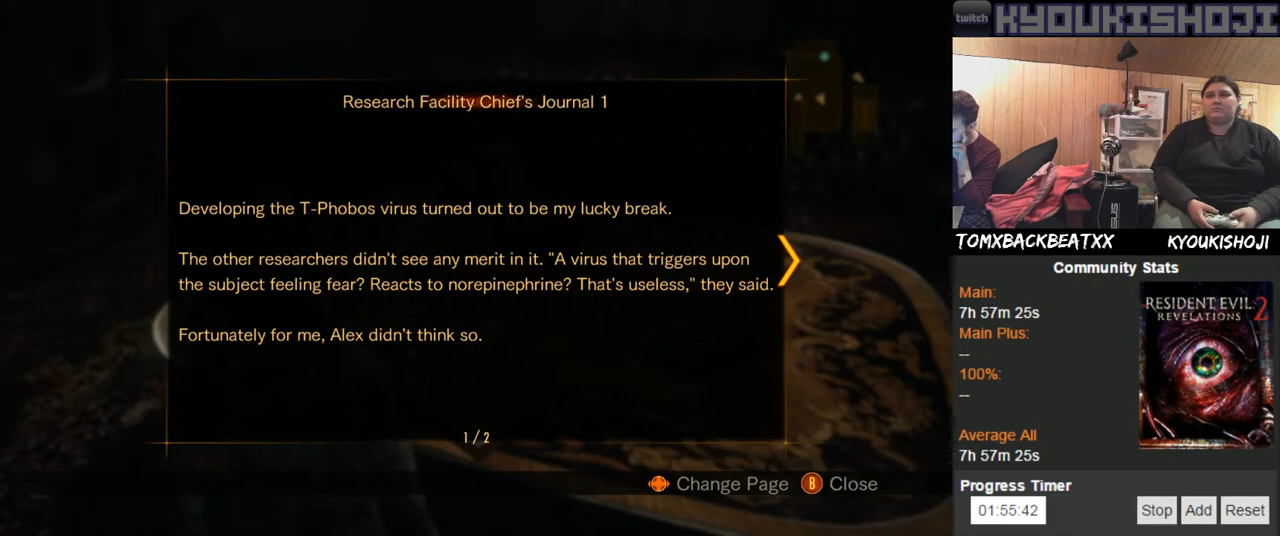 twitch KYOUKISHOJI
Research Facility Chief's Journal 1
Developing the T-Phobos virus turned out to be my lucky break.
The other researchers didn't see any merit in it. "A virus that triggers upon
the subject feeling fear? Reacts to norepinephrine? That's useless," they said.
Fortunately for me, Alex didn't think so.
1/2
Change Page B Close
ASUS
TOMXBACKBEATXX KYOUKISHOJI
Community Stats
Main:
7h 57m 25s
Main Plus:
--
100%:
--
Average All
7h 57m 25s
RESIDENT EVIL
REVELATIONS 2
Progress Timer
01:55:42 Stop Add Reset